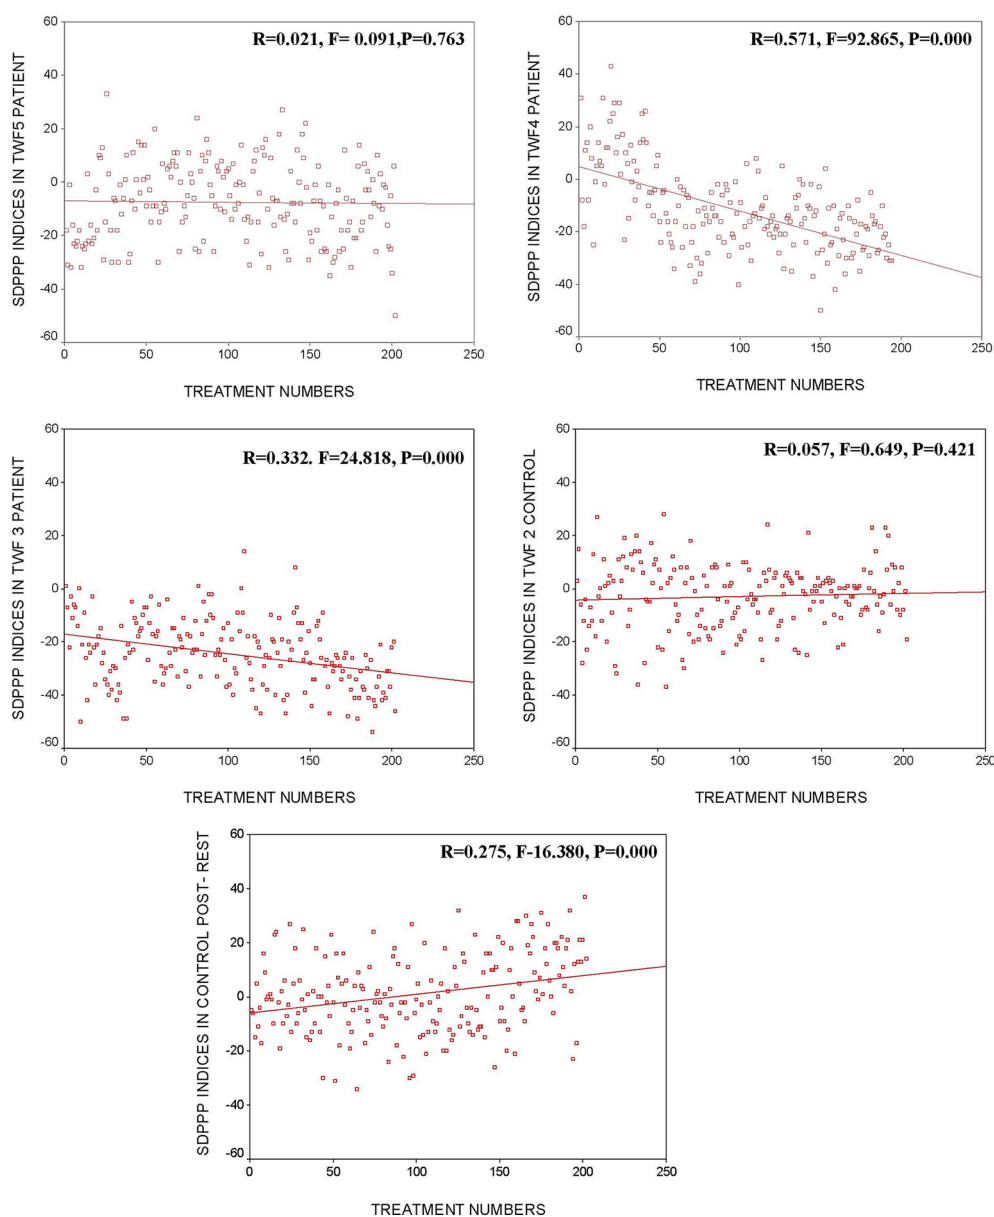 60
R=0.021, F= 0.091,P=0.763
40
20
0
-20
-40
-60
0 50 100 150 200 250
SDPPP INDICES IN TWF5 PATIENT
TREATMENT NUMBERS
60
R=0.571, F=92.865, P=0.000
40
20
0
-20
-40
-60
0 50 100 150 200 250
SDPPP INDICES IN TWF4 PATIENT
TREATMENT NUMBERS
60
R=0.332. F=24.818, P=0.000
40
20
0
-20
-40
-60
0 50 100 150 200 250
SDPPP INDICES IN TWF 3 PATIENT
TREATMENT NUMBERS
60
R=0.057, F=0.649, P=0.421
40
20
0
-20
-40
-60
0 50 100 150 200 250
SDPPP INDICES IN TWF 2 CONTROL
TREATMENT NUMBERS
60
R=0.275, F-16.380, P=0.000
40
20
0
-20
-40
-60
0 50 100 150 200 250
SDPPP INDICES IN CONTROL POST- REST
TREATMENT NUMBERS